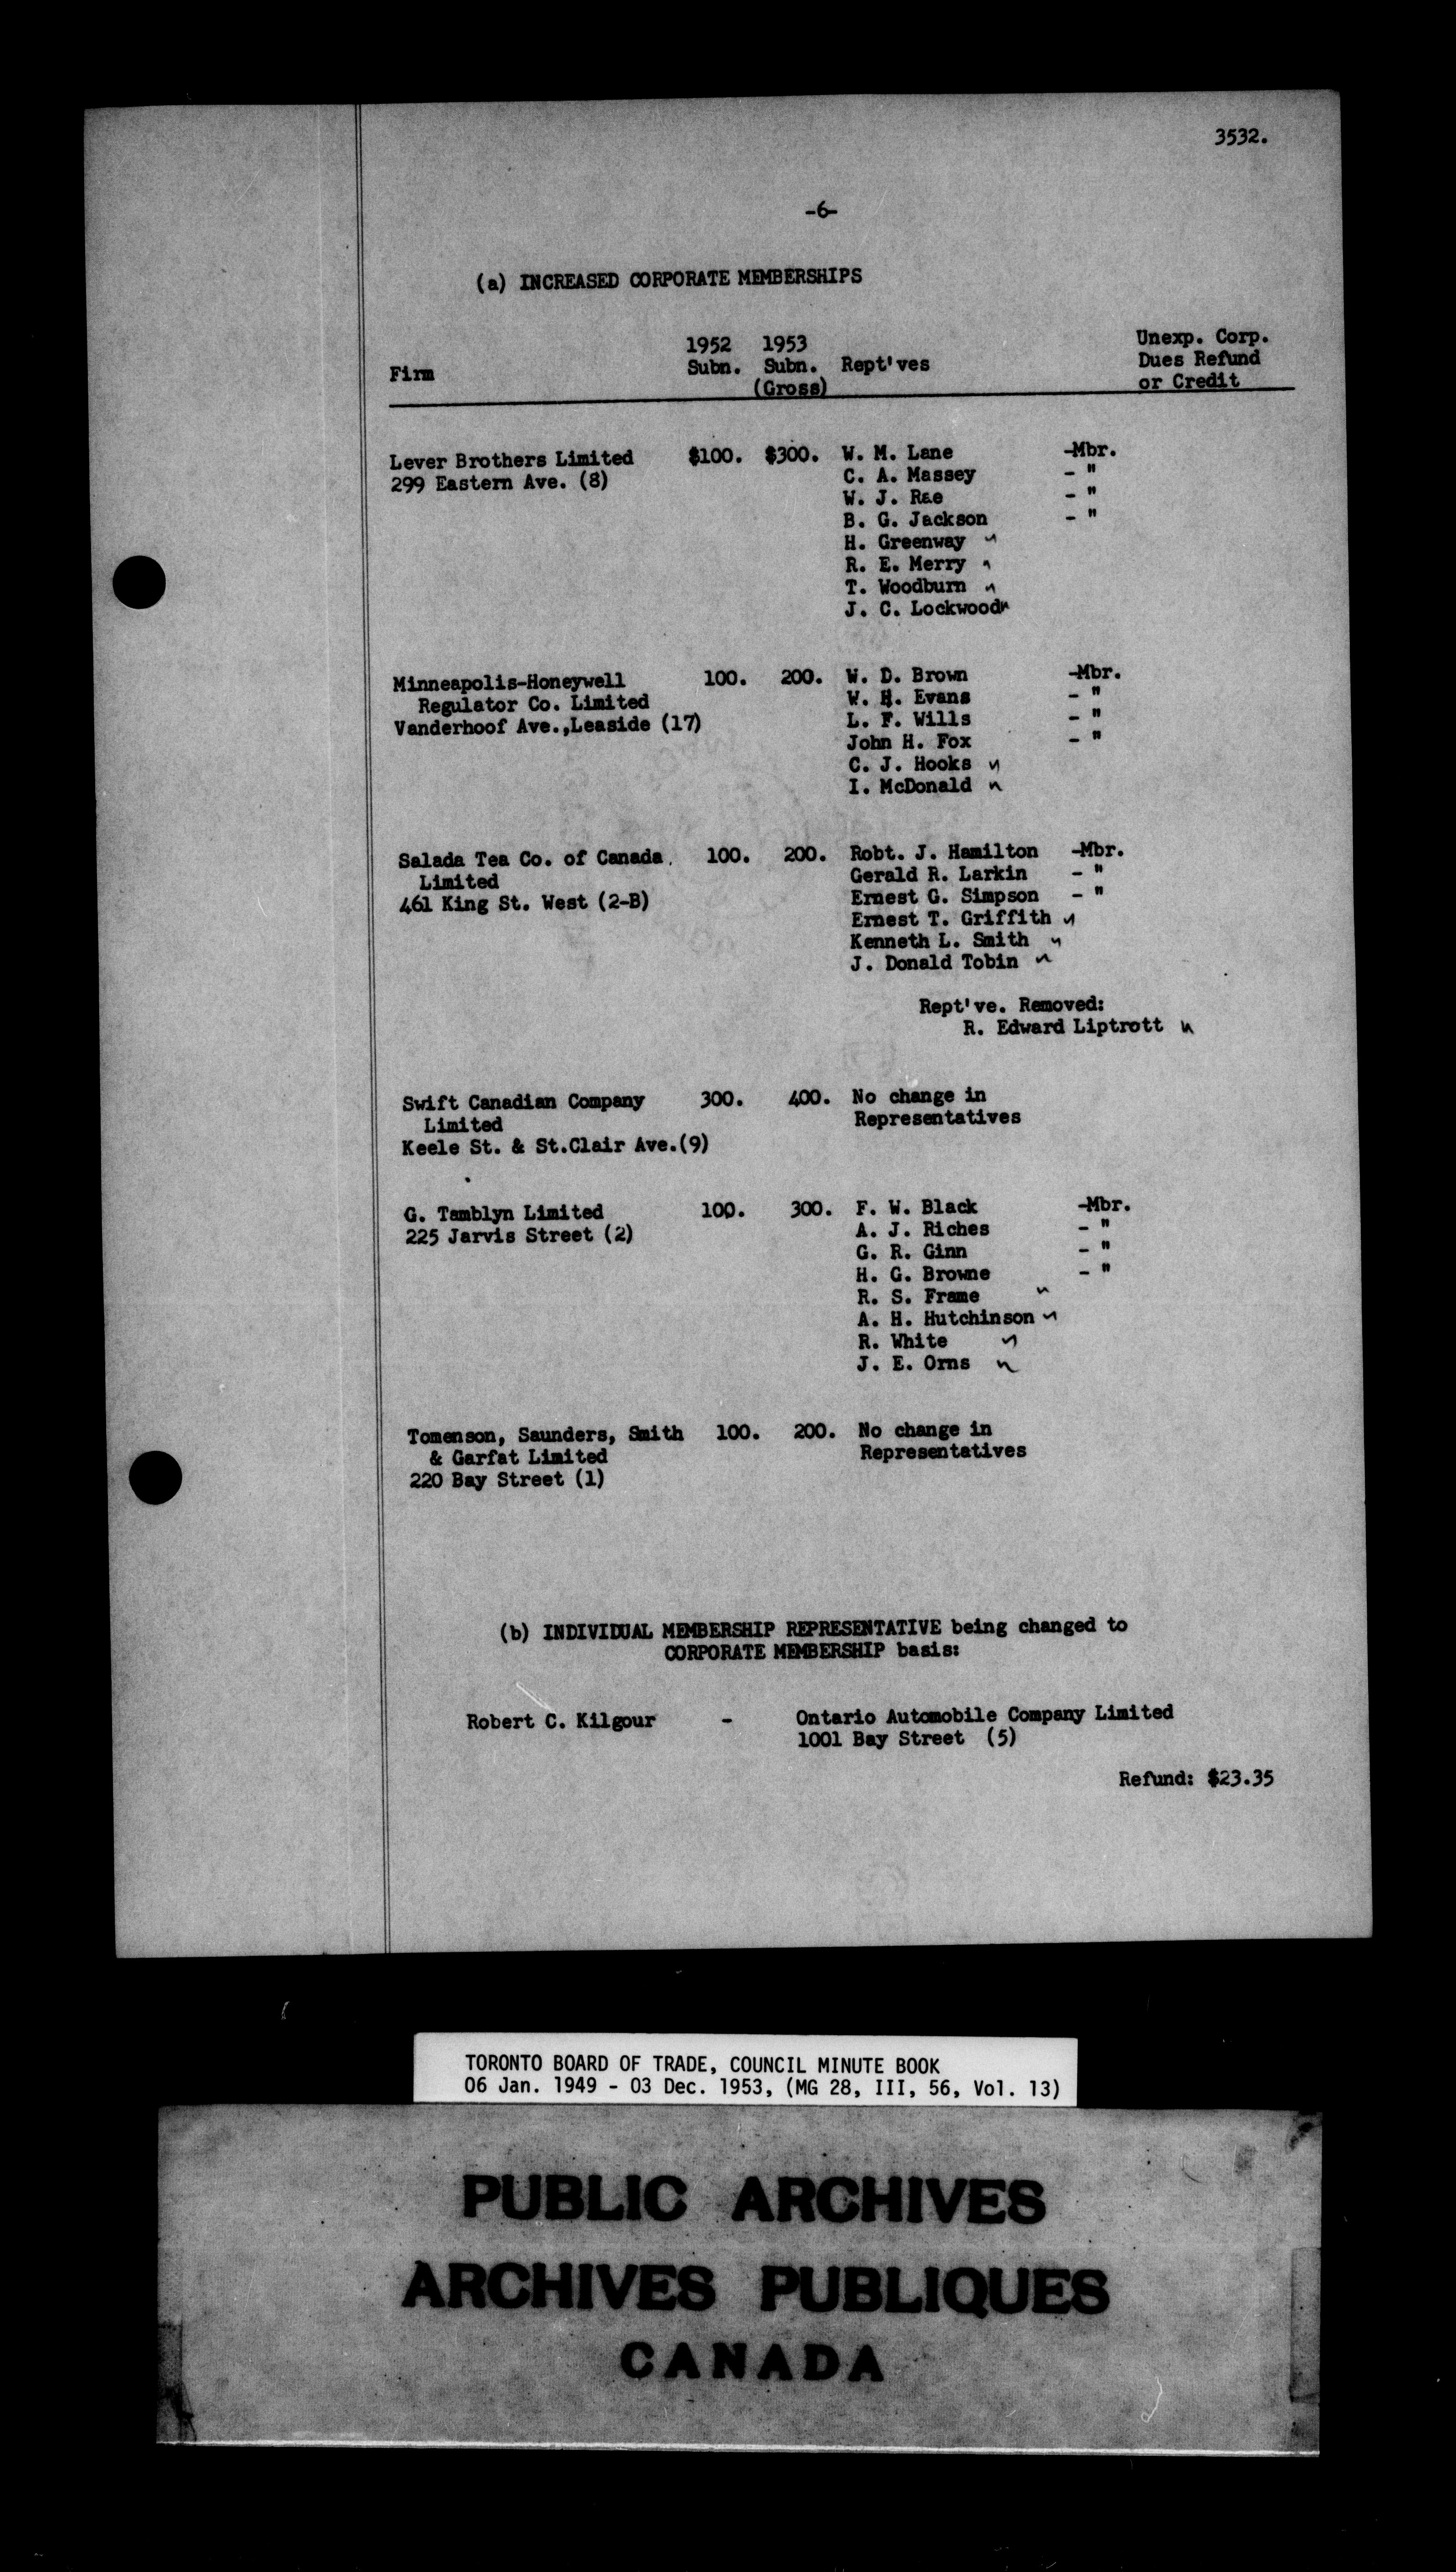 3532.
-6-
(a) INCREASED CORPORATE MEMBERSHIPS
Firm 1952 Subn. 1953 Subn. (Gross) Rept'ves Unexp. Corp. Dues Refund or Credit
Lever Brothers Limited $100. $300. W. M. Lane -Mbr.
299 Eastern Ave. (8) C. A. Massey - "
W. J. Rae - "
B. G. Jackson - "
H. Greenway
R. E. Merry
T. Woodburn
J. C. Lockwood
Minneapolis-Honeywell 100. 200. W. D. Brown -Mbr.
Regulator Co. Limited W. H. Evans - "
Vanderhoof Ave.,Leaside (17) L. F. Wills - "
John H. Fox - "
C. J. Hooks
I. McDonald
Salada Tea Co. of Canada 100. 200. Robt. J. Hamilton -Mbr.
Limited Gerald R. Larkin - "
461 King St. West (2-B) Ernest G. Simpson - "
Ernest T. Griffith
Kenneth L. Smith
J. Donald Tobin
Rept've. Removed:
R. Edward Liptrott
Swift Canadian Company 300. 400. No change in
Limited Representatives
Keele St. & St.Clair Ave.(9)
G. Tamblyn Limited 100. 300. F. W. Black -Mbr.
225 Jarvis Street (2) A. J. Riches - "
G. R. Ginn - "
H. G. Browne - "
R. S. Frame
A. H. Hutchinson
R. White
J. E. Orns
Tomenson, Saunders, Smith 100. 200. No change in
& Garfat Limited Representatives
220 Bay Street (1)
(b) INDIVIDUAL MEMBERSHIP REPRESENTATIVE being changed to
CORPORATE MEMBERSHIP basis:
Robert C. Kilgour - Ontario Automobile Company Limited
1001 Bay Street (5)
Refund: $23.35
TORONTO BOARD OF TRADE, COUNCIL MINUTE BOOK
06 Jan. 1949 - 03 Dec. 1953, (MG 28, III, 56, Vol. 13)
PUBLIC ARCHIVES
ARCHIVES PUBLIQUES
CANADA